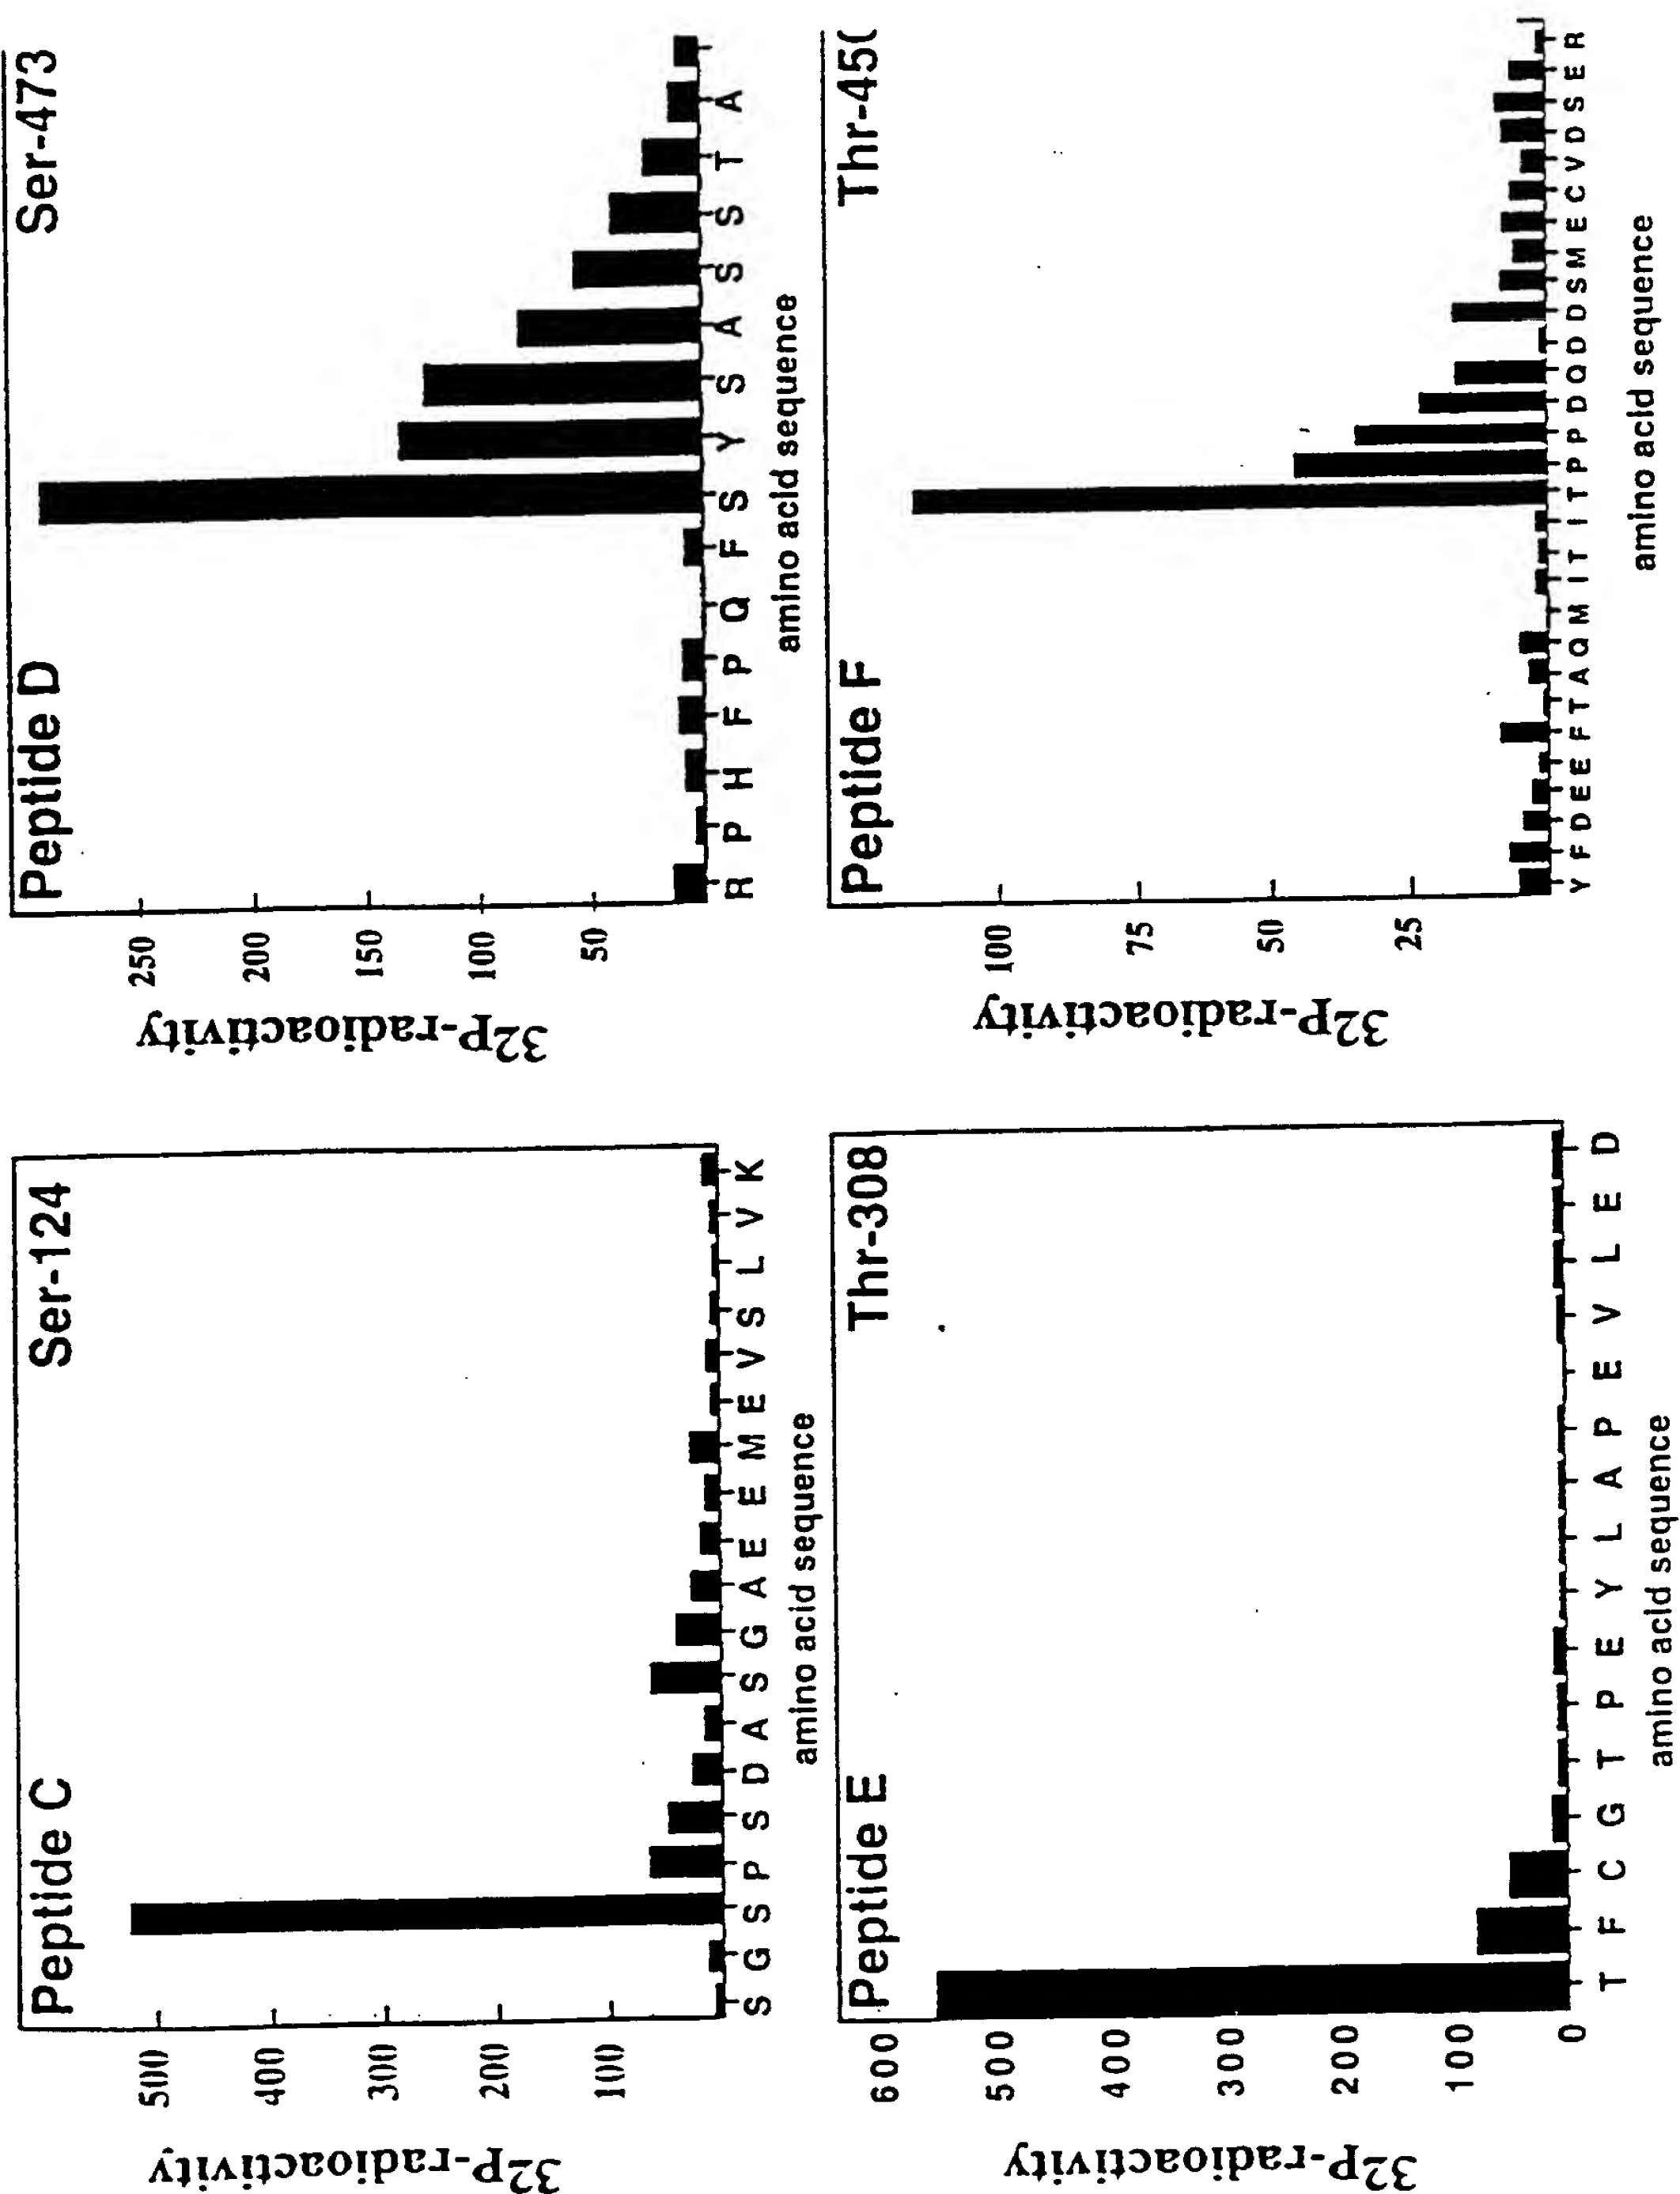 Peptide C Ser-124
32P-radioactivity
500
400
300
200
100
S G S P S D A S G A E E M E V S L V K
amino acid sequence
Peptide D Ser-473
32P-radioactivity
250
200
150
100
50
R P H F P Q F S Y S A S S T A
amino acid sequence
Peptide E Thr-308
32P-radioactivity
600
500
400
300
200
100
0
T F C G T P E Y L A P E V L E D
amino acid sequence
Peptide F Thr-45(
32P-radioactivity
100
75
50
25
Y F D E E F T A Q M I T I T P P D Q D D S M E C V D S E R
amino acid sequence